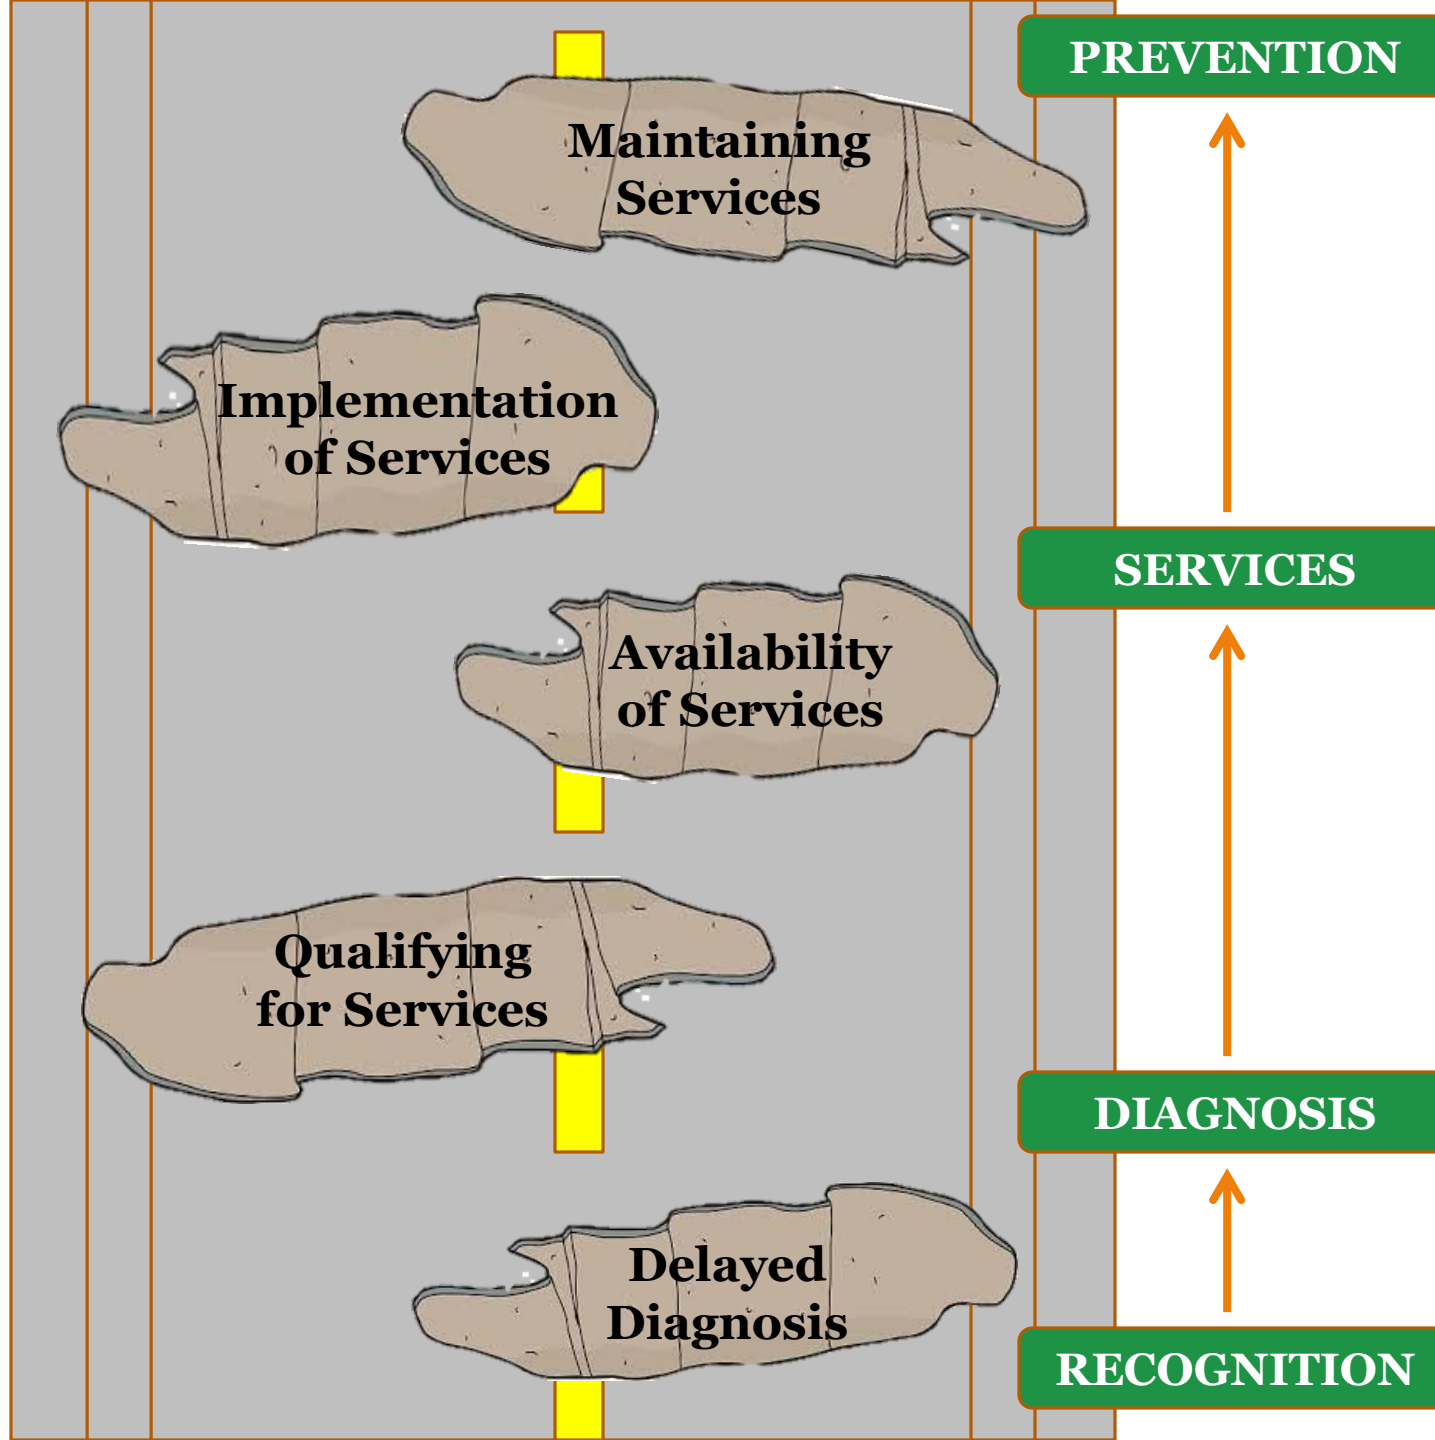 PREVENTION
Maintaining
Services
Implementation
of Services
SERVICES
Availability
of Services
Qualifying
for Services
DIAGNOSIS
Delayed
Diagnosis
RECOGNITION